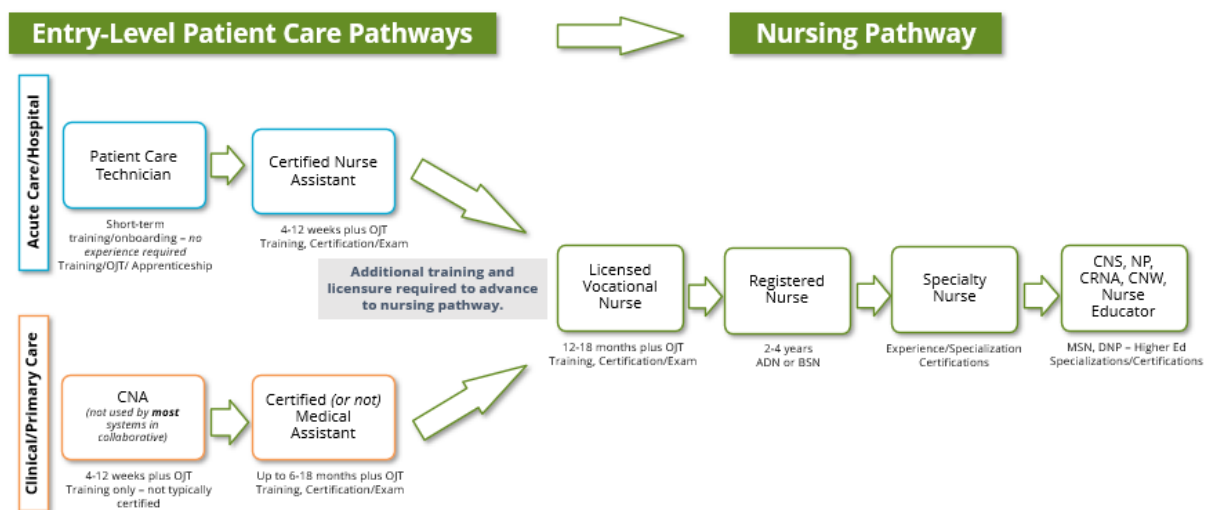 Entry-Level Patient Care Pathways
Nursing Pathway
Acute Care/Hospital
Patient Care
Technician
Short-term
training/onboarding – no
experience required
Training/OJT/ Apprenticeship
Certified Nurse
Assistant
4-12 weeks plus OJT
Training, Certification/Exam
Additional training and
licensure required to advance
to nursing pathway.
Clinical/Primary Care
CNA
(not used by most
systems in
collaborative)
4-12 weeks plus OJT
Training only – not typically
certified
Certified (or not)
Medical
Assistant
Up to 6-18 months plus OJT
Training, Certification/Exam
Licensed
Vocational
Nurse
12-18 months plus OJT
Training, Certification/Exam
Registered
Nurse
2-4 years
ADN or BSN
Specialty
Nurse
Experience/Specialization
Certifications
CNS, NP,
CRNA, CNW,
Nurse
Educator
MSN, DNP – Higher Ed
Specializations/Certifications